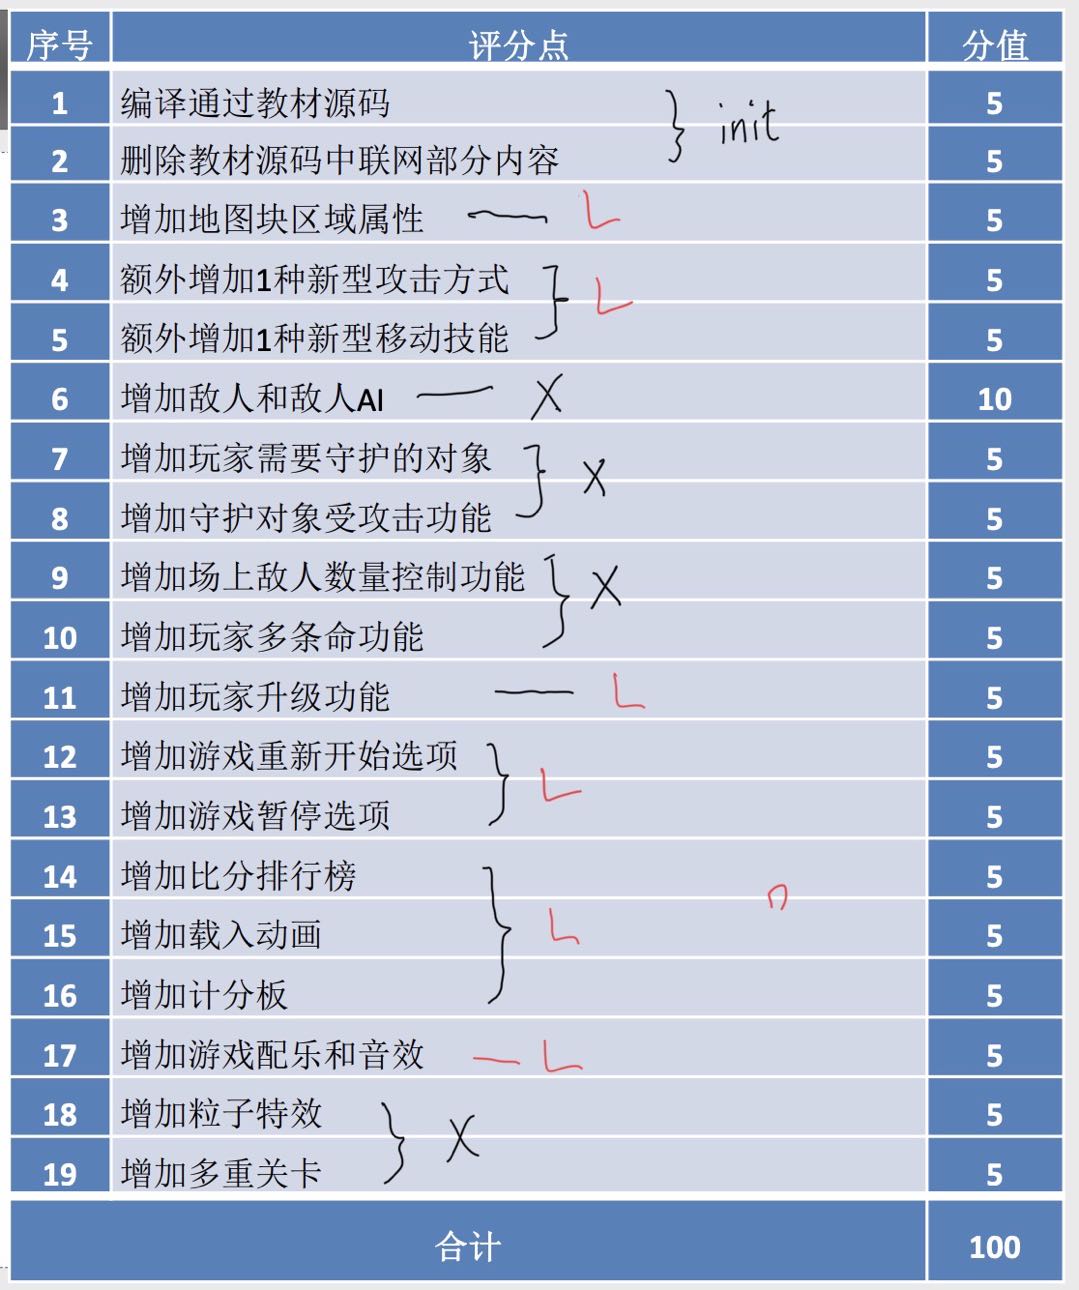 序号 评分点 分值
1 编译通过教材源码 5
init
2 删除教材源码中联网部分内容 5
3 增加地图块区域属性 L 5
4 额外增加1种新型攻击方式 5
L
5 额外增加1种新型移动技能 5
6 增加敌人和敌人AI X 10
7 增加玩家需要守护的对象 5
X
8 增加守护对象受攻击功能 5
9 增加场上敌人数量控制功能 X 5
10 增加玩家多条命功能 5
11 增加玩家升级功能 L 5
12 增加游戏重新开始选项 5
L
13 增加游戏暂停选项 5
14 增加比分排行榜 5
15 增加载入动画 L 5
16 增加计分板 5
17 增加游戏配乐和音效 L 5
18 增加粒子特效 5
X
19 增加多重关卡 5
合计 100